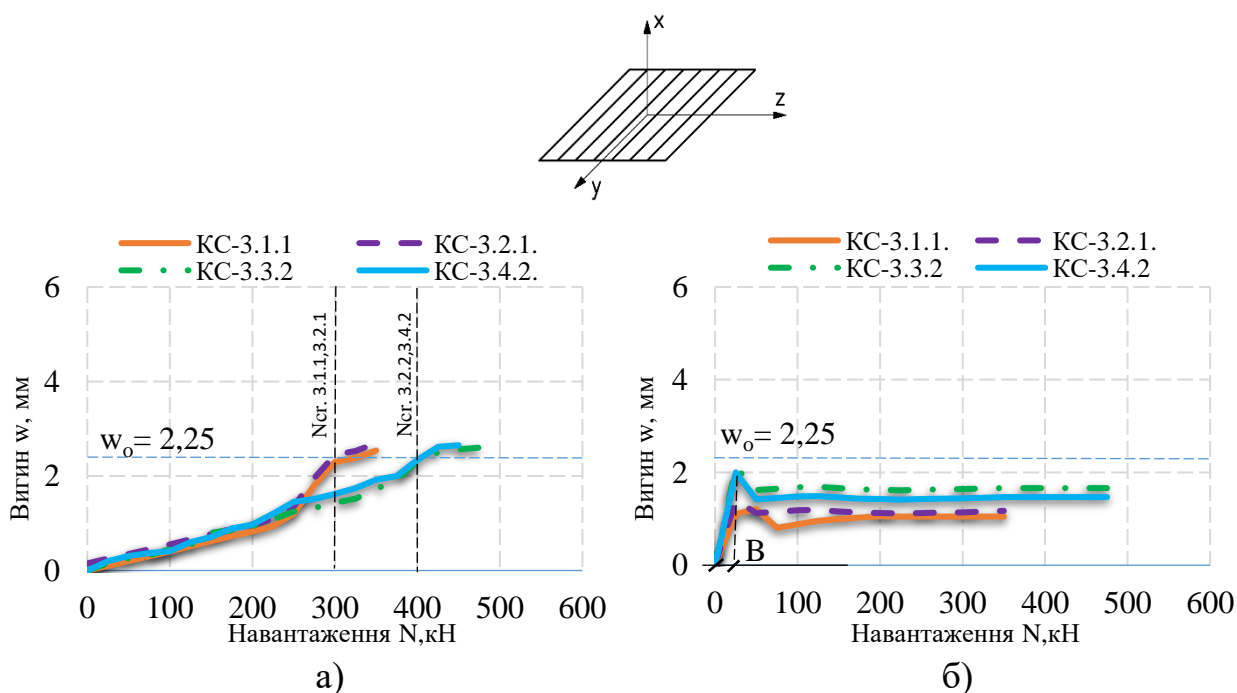 x
z
y
КС-3.1.1
КС-3.2.1.
КС-3.3.2
КС-3.4.2.
6
4
2
0
Вигин w, мм
wₒ= 2,25
Ncr. 3.1.1,3.2.1
Ncr. 3.2.2,3.4.2
0
100
200
300
400
500
600
Навантаження N,кН
а)
КС-3.1.1.
КС-3.2.1.
КС-3.3.2
КС-3.4.2
6
4
2
0
Вигин w, мм
wₒ= 2,25
В
0
100
200
300
400
500
600
Навантаження N,кН
б)